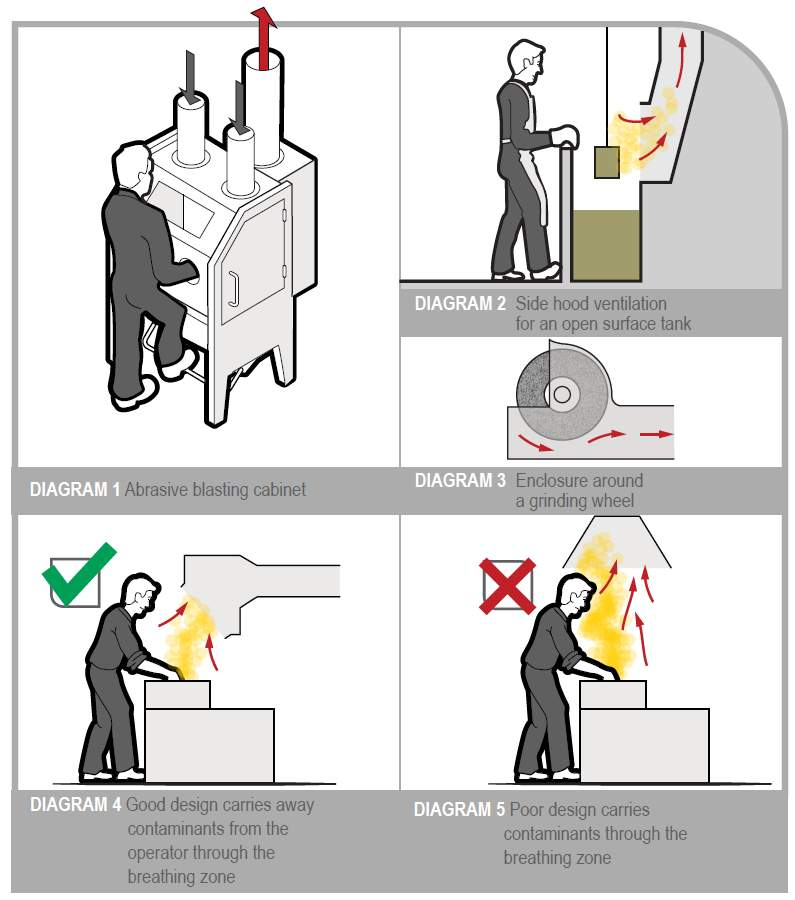 DIAGRAM 1 Abrasive blasting cabinet
DIAGRAM 2 Side hood ventilation
for an open surface tank
DIAGRAM 3 Enclosure around
a grinding wheel
DIAGRAM 4 Good design carries away
contaminants from the
operator through the
breathing zone
DIAGRAM 5 Poor design carries
contaminants through the
breathing zone